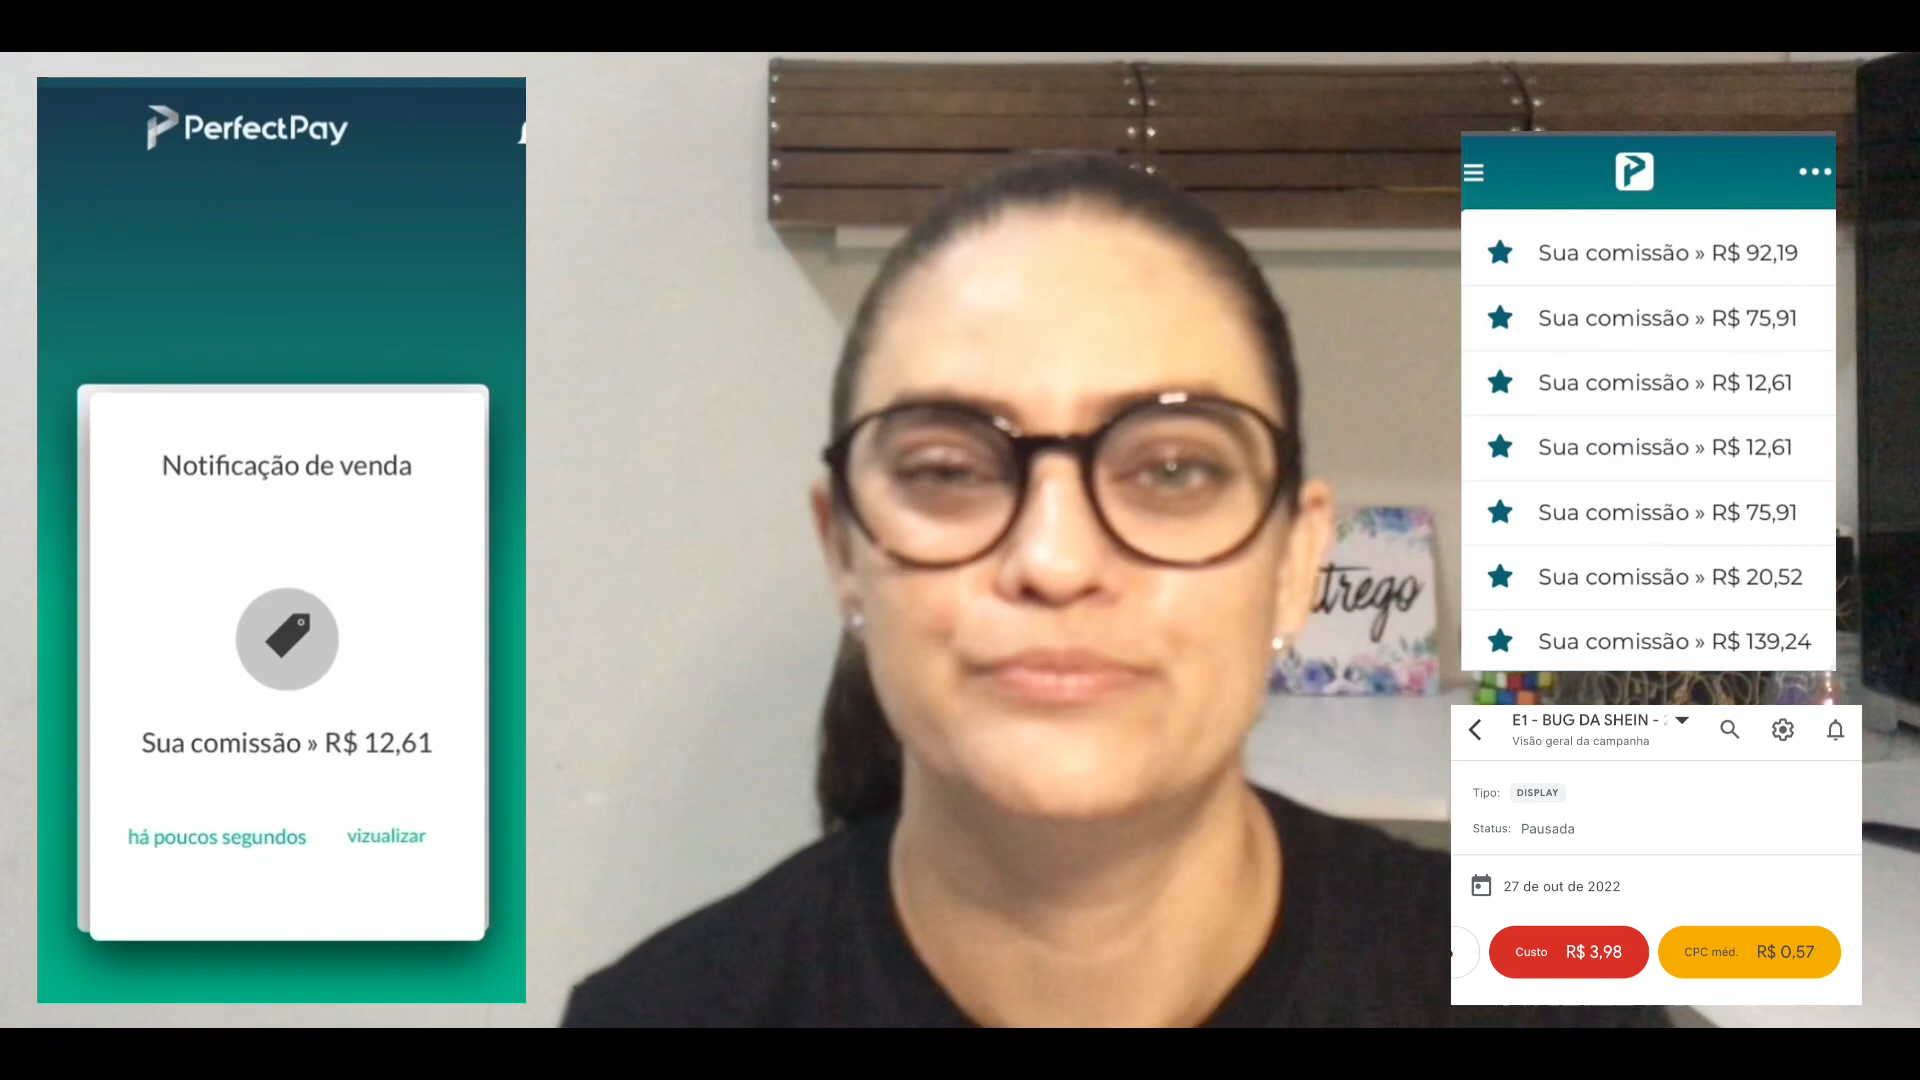 PerfectPay
Notificação de venda
Sua comissão » R$ 12,61
há poucos segundos
vizualizar
Sua comissão » R$ 92,19
Sua comissão » R$ 75,91
Sua comissão » R$ 12,61
Sua comissão » R$ 12,61
Sua comissão » R$ 75,91
Sua comissão » R$ 20,52
Sua comissão » R$ 139,24
trego
E1 - BUG DA SHEIN -
Visão geral da campanha
Tipo: DISPLAY
Status: Pausada
27 de out de 2022
Custo R$ 3,98
CPC méd. R$ 0,57